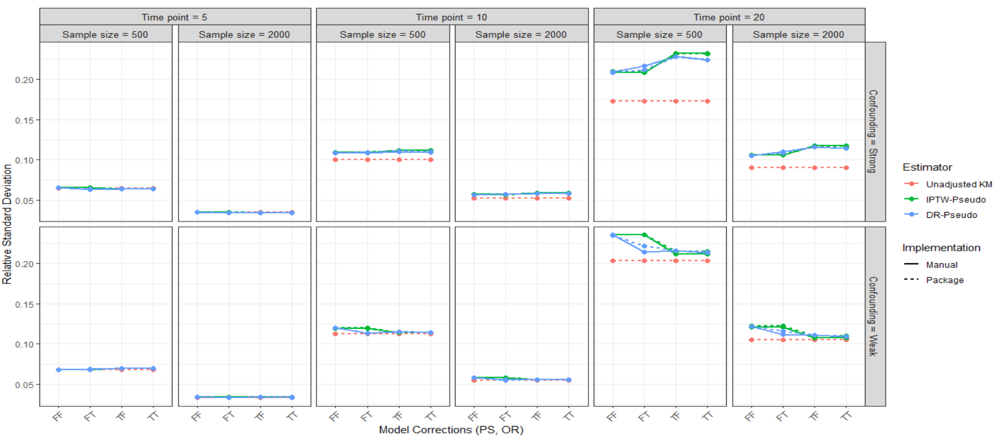 Time point = 5
Time point = 10
Time point = 20
Sample size = 500
Sample size = 2000
Sample size = 500
Sample size = 2000
Sample size = 500
Sample size = 2000
Relative Standard Deviation
0.20
0.15
0.10
0.05
Confounding = Strong
0.20
0.15
0.10
0.05
Confounding = Weak
FF
FT
TF
TT
FF
FT
TF
TT
FF
FT
TF
TT
FF
FT
TF
TT
FF
FT
TF
TT
FF
FT
TF
TT
Model Corrections (PS, OR)
Estimator
Unadjusted KM
IPTW-Pseudo
DR-Pseudo
Implementation
Manual
Package